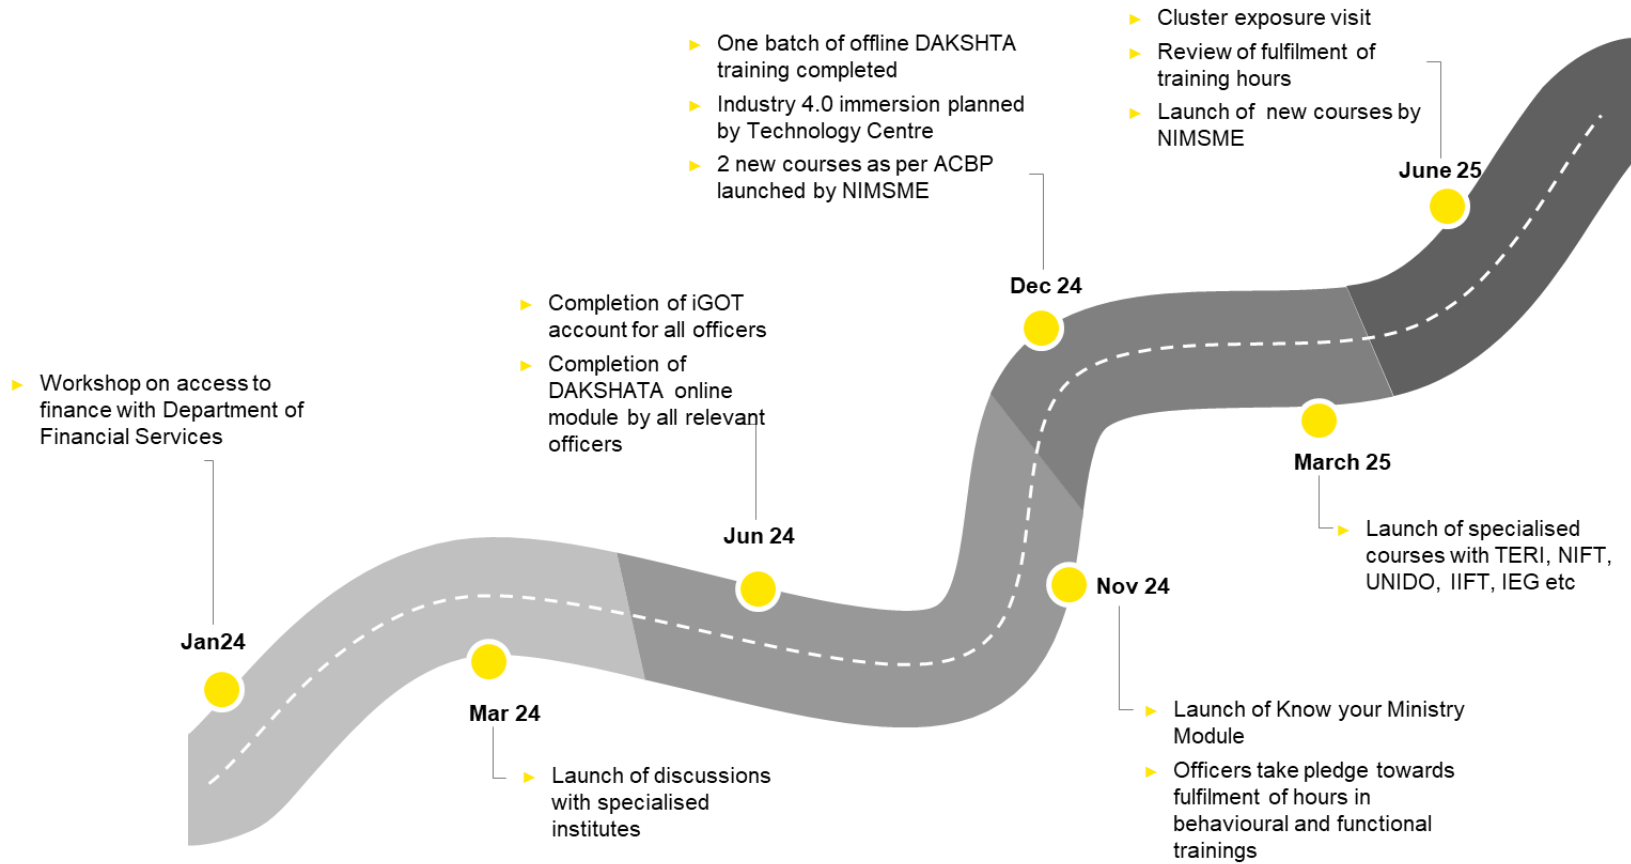 Workshop on access to
finance with Department of
Financial Services
Jan24
Mar 24
Launch of discussions
with specialised
institutes
Completion of iGOT
account for all officers
Completion of
DAKSHATA online
module by all relevant
officers
Jun 24
Nov 24
Launch of Know your Ministry
Module
Officers take pledge towards
fulfilment of hours in
behavioural and functional
trainings
One batch of offline DAKSHTA
training completed
Industry 4.0 immersion planned
by Technology Centre
2 new courses as per ACBP
launched by NIMSME
Dec 24
March 25
Launch of specialised
courses with TERI, NIFT,
UNIDO, IIFT, IEG etc
Cluster exposure visit
Review of fulfilment of
training hours
Launch of new courses by
NIMSME
June 25